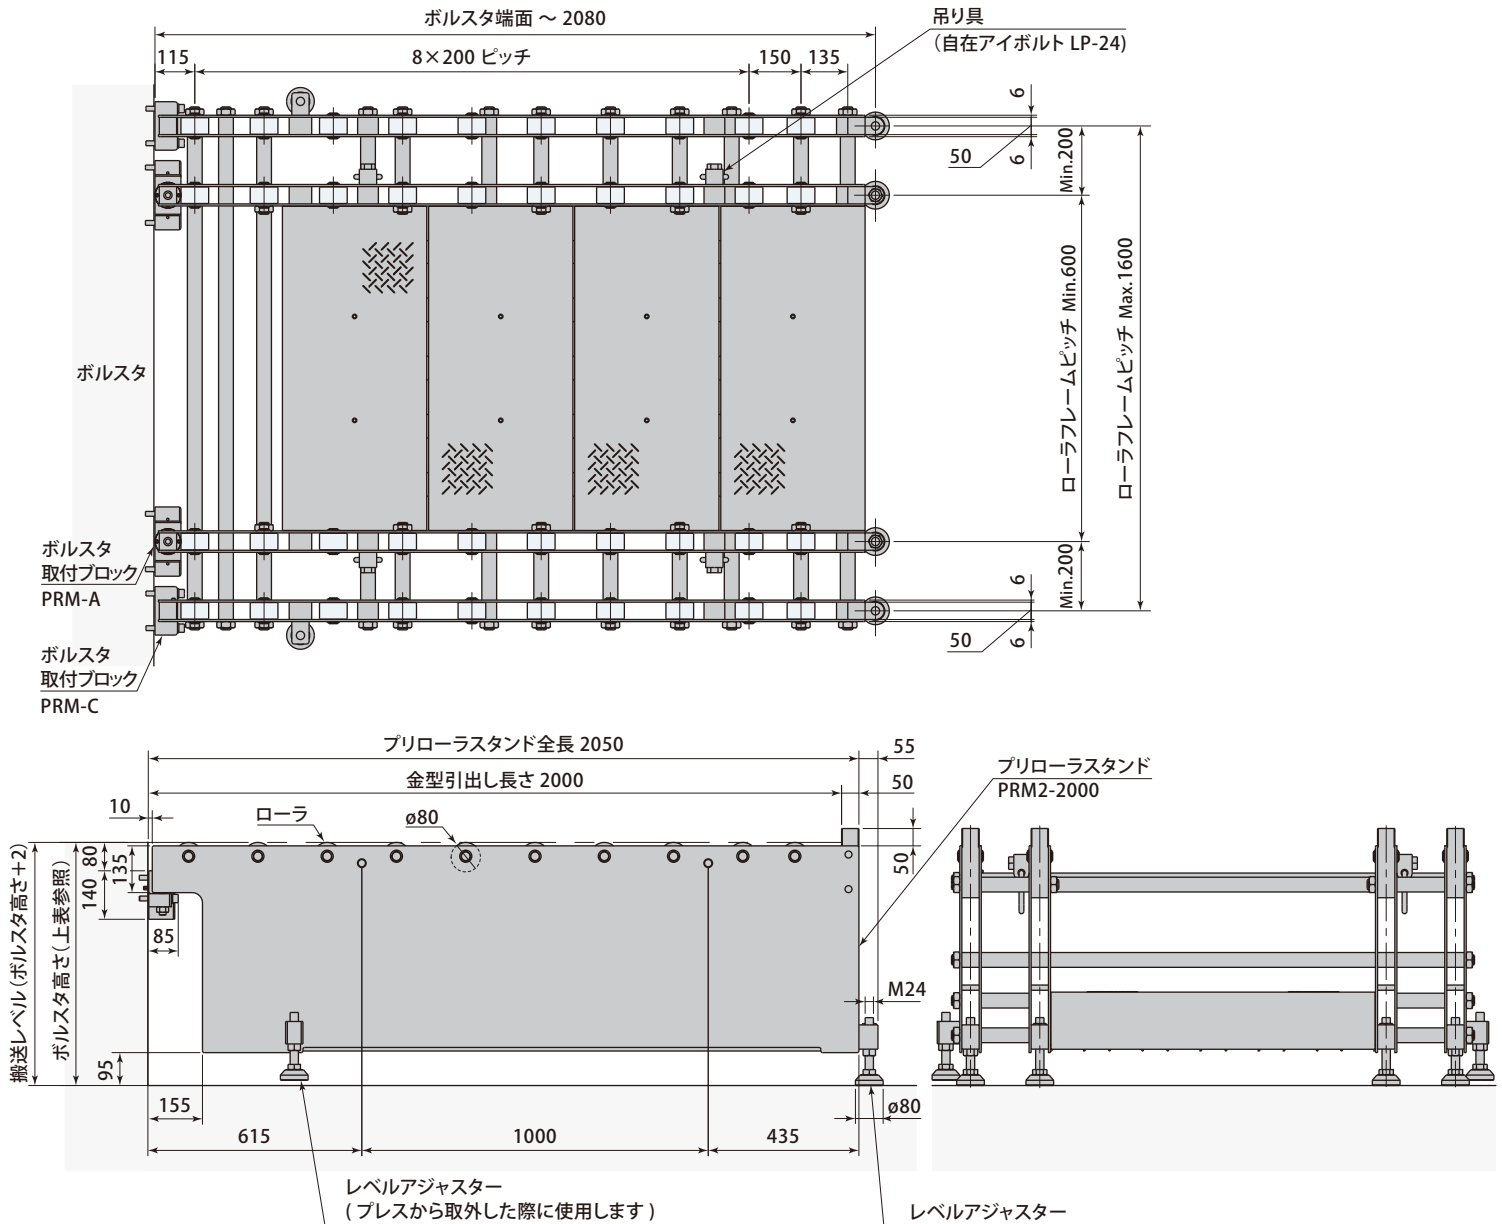 ボルスタ端面 ～ 2080
吊り具
(自在アイボルト LP-24)
115
8×200 ピッチ
150
135
6
50
6
Min.200
ローラフレームピッチ Min.600
ローラフレームピッチ Max.1600
ボルスタ
ボルスタ
取付ブロック
PRM-A
Min.200
6
50
6
ボルスタ
取付ブロック
PRM-C
プリローラスタンド全長 2050
55
金型引出し長さ 2000
50
プリローラスタンド
PRM2-2000
10
ローラ
ø80
50
搬送レベル(ボルスタ高さ+2)
ボルスタ高さ(上表参照)
80
140
135
85
M24
95
155
ø80
615
1000
435
レベルアジャスター
( プレスから取外した際に使用します )
レベルアジャスター